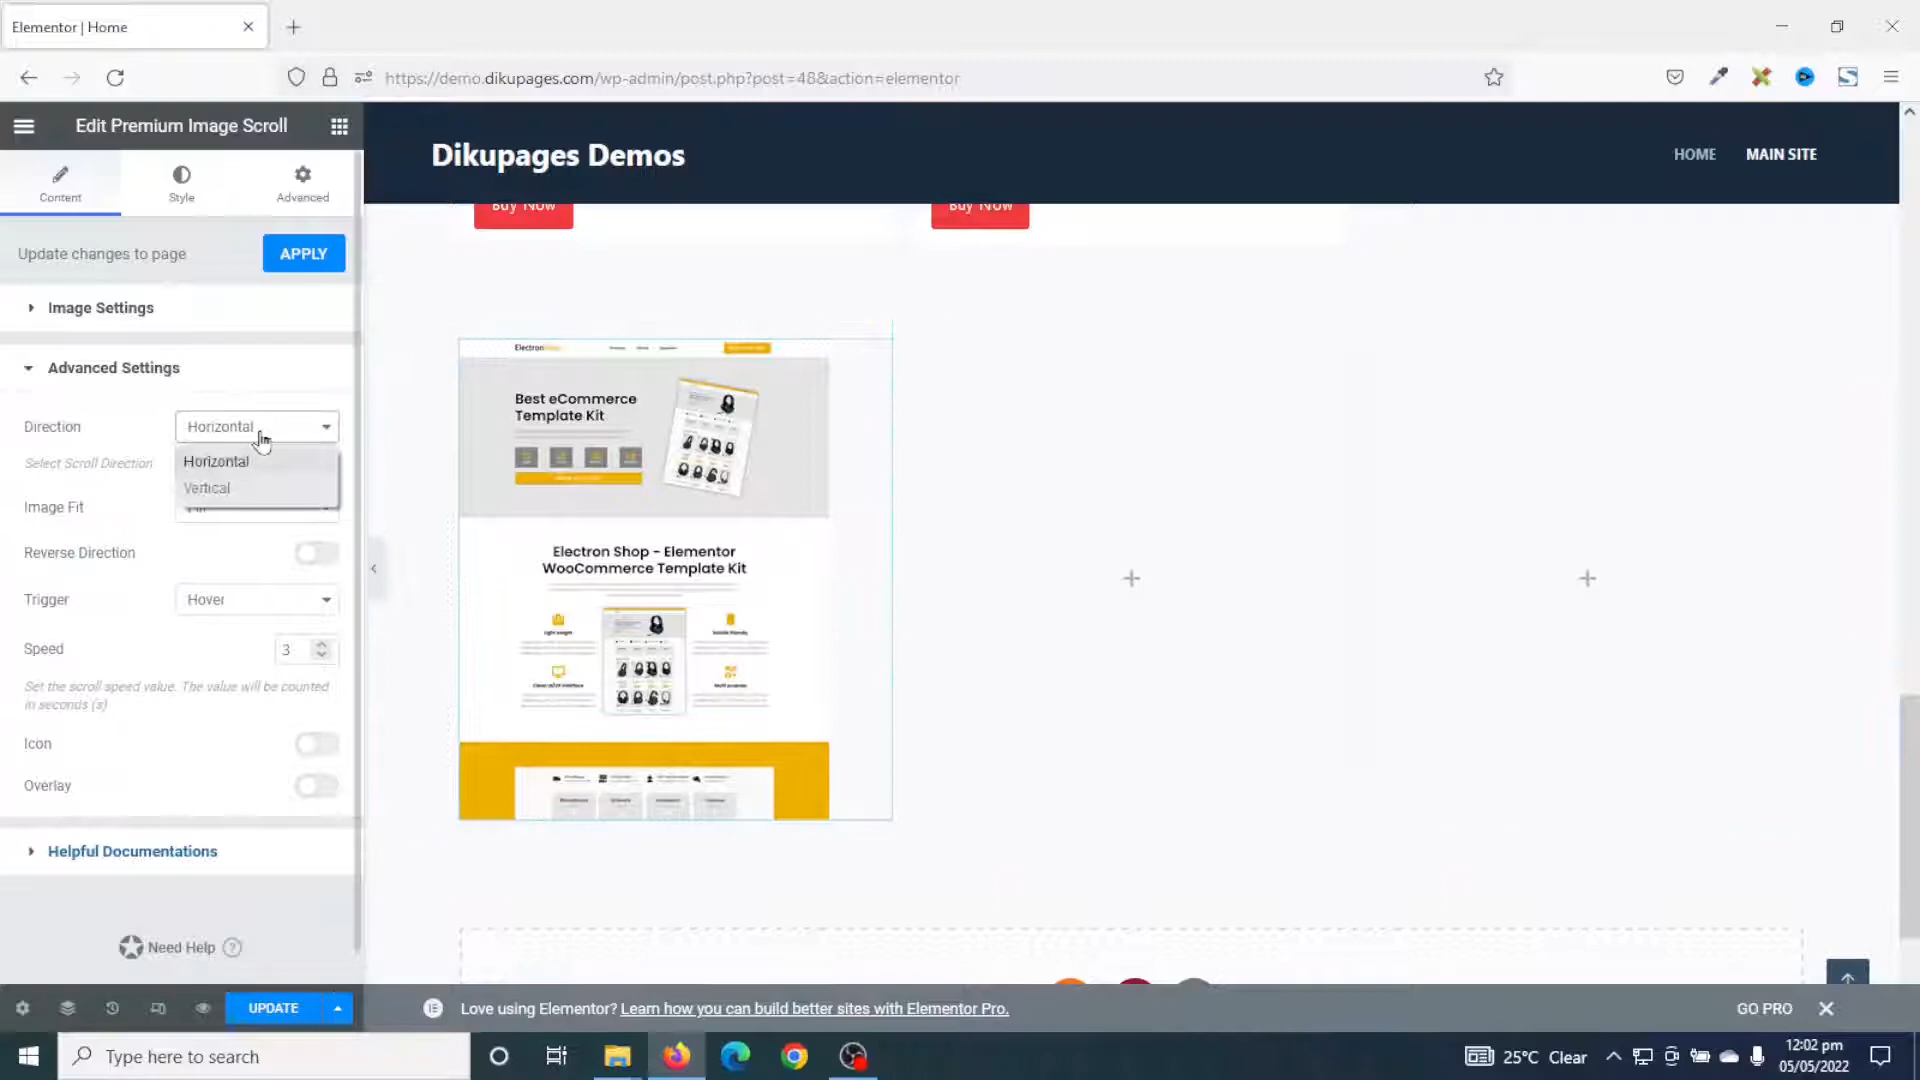 Elementor | Home
https://demo.dikupages.com/wp-admin/post.php?post=48&action=elementor
Edit Premium Image Scroll
Content
Style
Advanced
Update changes to page
APPLY
Image Settings
Advanced Settings
Direction
Horizontal
Select Scroll Direction
Horizontal
Vertical
Image Fit
Reverse Direction
Trigger
Hover
Speed
3
Set the scroll speed value. The value will be counted
in seconds (s)
Icon
Overlay
Helpful Documentations
Need Help ?
UPDATE
Dikupages Demos
HOME
MAIN SITE
Buy Now
Buy Now
Electron
Best eCommerce
Template Kit
Electron Shop - Elementor
WooCommerce Template Kit
Love using Elementor? Learn how you can build better sites with Elementor Pro.
GO PRO
Type here to search
25°C Clear
12:02 pm
05/05/2022